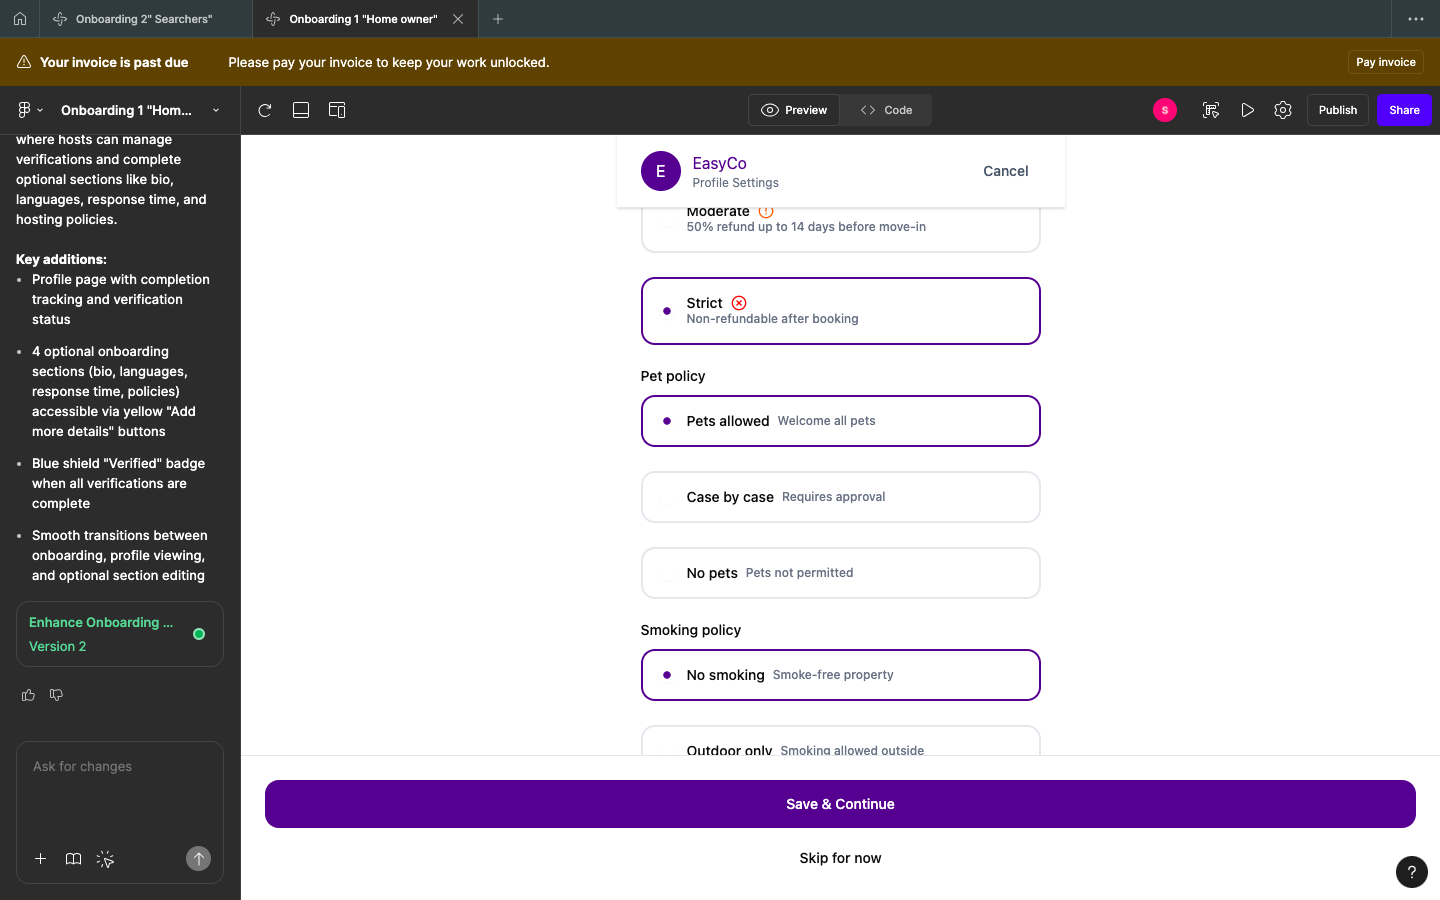 Onboarding 2" Searchers"
Onboarding 1 "Home owner"
Your invoice is past due
Please pay your invoice to keep your work unlocked.
Pay invoice
Onboarding 1 "Hom...
Preview
Code
S
Publish
Share
where hosts can manage
verifications and complete
optional sections like bio,
languages, response time, and
hosting policies.
Key additions:
Profile page with completion
tracking and verification
status
4 optional onboarding
sections (bio, languages,
response time, policies)
accessible via yellow "Add
more details" buttons
Blue shield "Verified" badge
when all verifications are
complete
Smooth transitions between
onboarding, profile viewing,
and optional section editing
Enhance Onboarding ...
Version 2
Ask for changes
E
EasyCo
Profile Settings
Cancel
Moderate
50% refund up to 14 days before move-in
Strict
Non-refundable after booking
Pet policy
Pets allowed Welcome all pets
Case by case Requires approval
No pets Pets not permitted
Smoking policy
No smoking Smoke-free property
Outdoor only Smoking allowed outside
Save & Continue
Skip for now
?